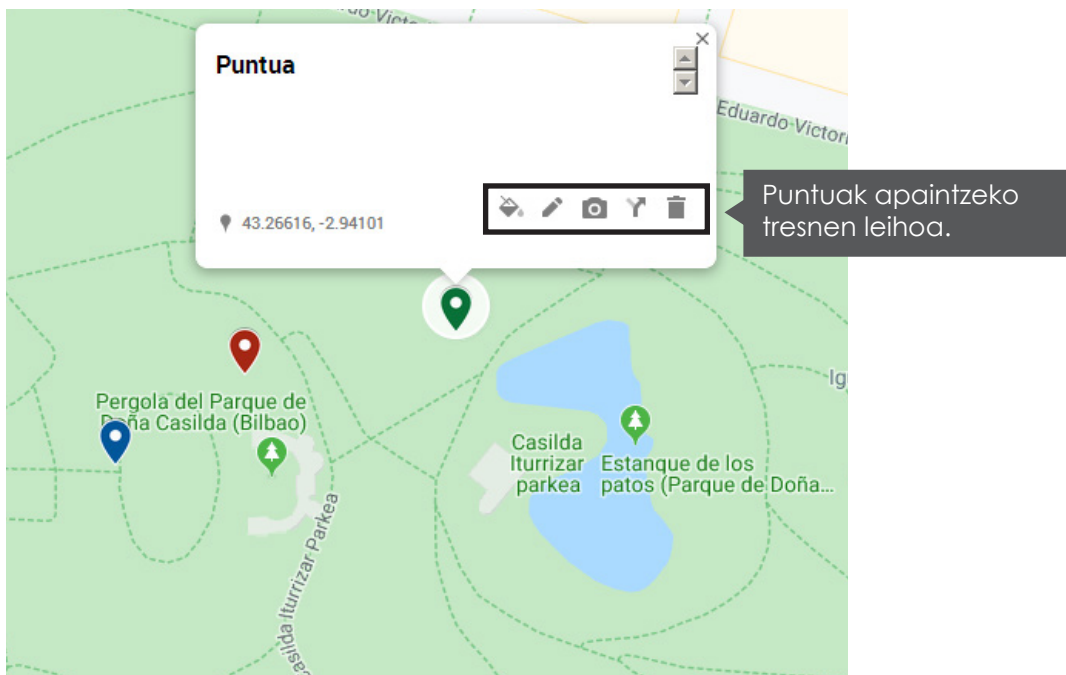 Puntua
43.26616, -2.94101
Eduardo Victori
Puntuak apaintzeko
tresnen leihoa.
Pergola del Parque de
Doña Casilda (Bilbao)
Casilda
Iturrizar
parkea
Estanque de los
patos (Parque de Doña...
Ig
Casilda Iturrizar Parkea